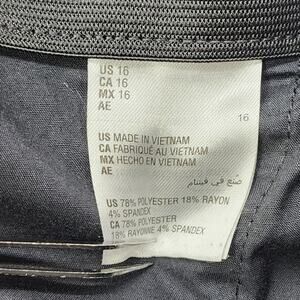 US 16
CA 16
MX 16
AE
16
US MADE IN VIETNAM
CA FABRIQUÉ AU VIETNAM
MX HECHO EN VIETNAM
AE
صنع في فيتنام
US 78% POLYESTER 18% RAYON
4% SPANDEX
CA 78% POLYESTER
18% RAYONNE 4% SPANDEX